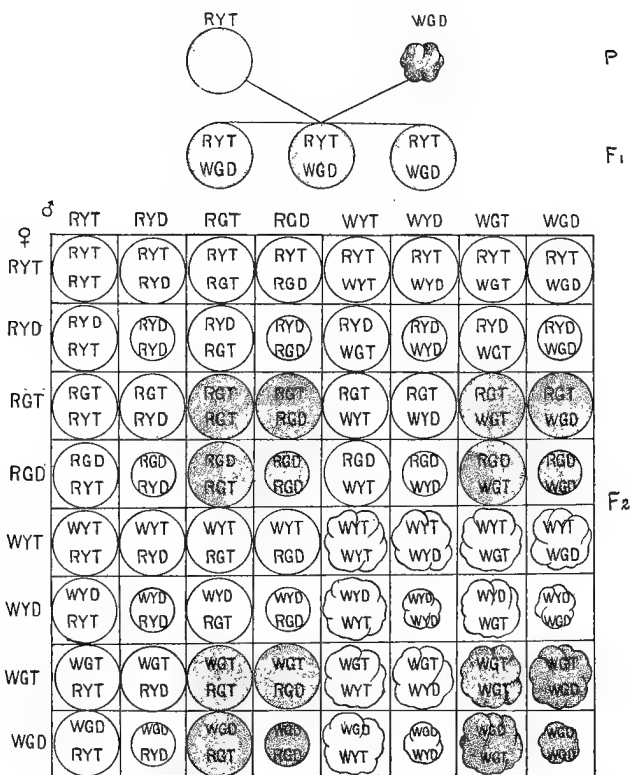 RYT WGD
P
RYT RYT RYT
F1
WGD WGD WGD
♂
RYT RYD RGT RGD WYT WYD WGT WGD
♀
RYT
RYT RYT RYT RYT RYT RYT RYT RYT
RYT RYD RGT RGD WYT WYD WGT WGD
RYD
RYD RYD RYD RYD RYD RYD RYD RYD
RYT RYD RGT RGD WGT WYD WGT WGD
RGT
RGT RGT RGT RGT RGT RGT RGT RGT
RYT RYD RGT RGD WYT WYD WGT WGD
RGD
RGD RGD RGD RGD RGD RGD RGD RGD
RYT RYD RGT RGD WYT WYD WGT WGD
F2
WYT
WYT WYT WYT WYT WYT WYT WYT WYT
RYT RYD RGT RGD WYT WYD WGT WGD
WYD
WYD WYD WYD WYD WYD WYD WYD WYD
RYT RYD RGT RGD WYT WYD WGT WGD
WGT
WGT WGT WGT WGT WGT WGT WGT WGT
RYT RYD RGT RGD WYT WYD WGT WGD
WGD
WGD WGD WGD WGD WGD WGD WGD WGD
RYT RYD RGT RGD WYT WYD WGT WGD